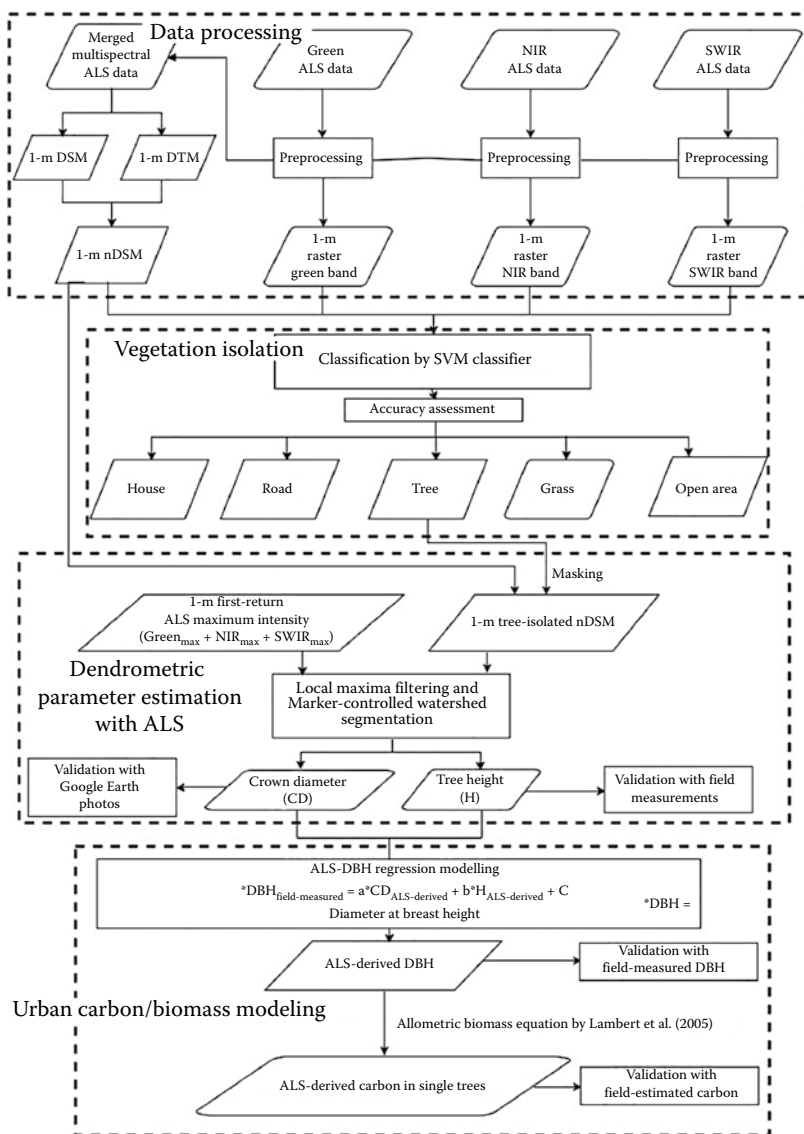 Data processing
Merged
multispectral
ALS data
Green
ALS data
NIR
ALS data
SWIR
ALS data
1-m DSM
1-m DTM
Preprocessing
Preprocessing
Preprocessing
1-m nDSM
1-m
raster
green band
1-m
raster
NIR band
1-m
raster
SWIR band
Vegetation isolation
Classification by SVM classifier
Accuracy assessment
House
Road
Tree
Grass
Open area
Masking
1-m first-return
ALS maximum intensity
(Green_max + NIR_max + SWIR_max)
1-m tree-isolated nDSM
Dendrometric
parameter estimation
with ALS
Local maxima filtering and
Marker-controlled watershed
segmentation
Validation with
Google Earth
photos
Crown diameter
(CD)
Tree height
(H)
Validation with field
measurements
ALS-DBH regression modelling
*DBH_field-measured = a*CD_ALS-derived + b*H_ALS-derived + C
*DBH =
Diameter at breast height
ALS-derived DBH
Validation with
field-measured DBH
Urban carbon/biomass modeling
Allometric biomass equation by Lambert et al. (2005)
ALS-derived carbon in single trees
Validation with
field-estimated carbon